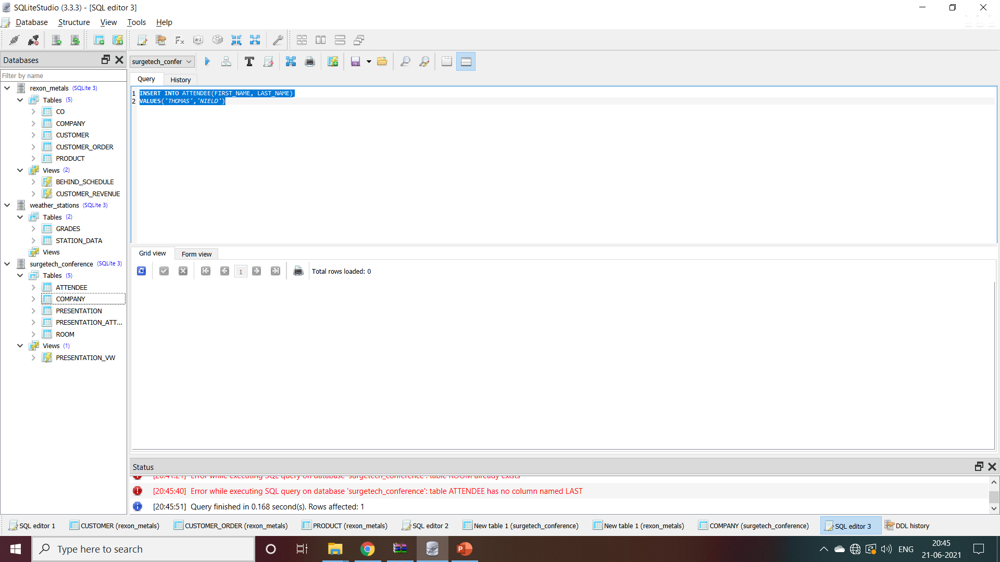 SQLiteStudio (3.3.3) - [SQL editor 3]
Database Structure View Tools Help
Databases
surgetech_confer
Filter by name
Query History
rexon_metals (SQLite 3)
Tables (5)
CO
COMPANY
CUSTOMER
CUSTOMER_ORDER
PRODUCT
Views (2)
BEHIND_SCHEDULE
CUSTOMER_REVENUE
weather_stations (SQLite 3)
Tables (2)
GRADES
STATION_DATA
Views
surgetech_conference (SQLite 3)
Tables (5)
ATTENDEE
COMPANY
PRESENTATION
PRESENTATION_ATT...
ROOM
Views (1)
PRESENTATION_VW
1 INSERT INTO ATTENDEE(FIRST_NAME, LAST_NAME)
2 VALUES('THOMAS','NIELD')
Grid view Form view
1 Total rows loaded: 0
Status
[20:41:21] Error while executing SQL query on database 'surgetech_conference': table ROOM already exists
[20:45:40] Error while executing SQL query on database 'surgetech_conference': table ATTENDEE has no column named LAST
[20:45:51] Query finished in 0.168 second(s). Rows affected: 1
SQL editor 1 CUSTOMER (rexon_metals) CUSTOMER_ORDER (rexon_metals) PRODUCT (rexon_metals) SQL editor 2 New table 1 (surgetech_conference) New table 1 (rexon_metals) COMPANY (surgetech_conference) SQL editor 3 DDL history
Type here to search
ENG
20:45
21-06-2021